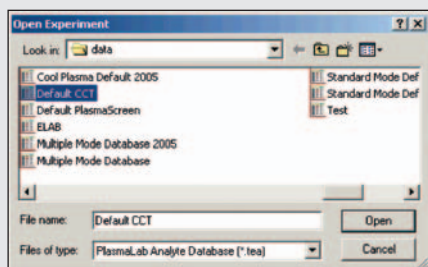 Open Experiment
Look in: data
Cool Plasma Default 2005
Default CCT
Default PlasmaScreen
ELAB
Multiple Mode Database 2005
Multiple Mode Database
Standard Mode Def
Standard Mode Def
Test
File name: Default CCT Open
Files of type: PlasmaLab Analyte Database (*.tea) Cancel